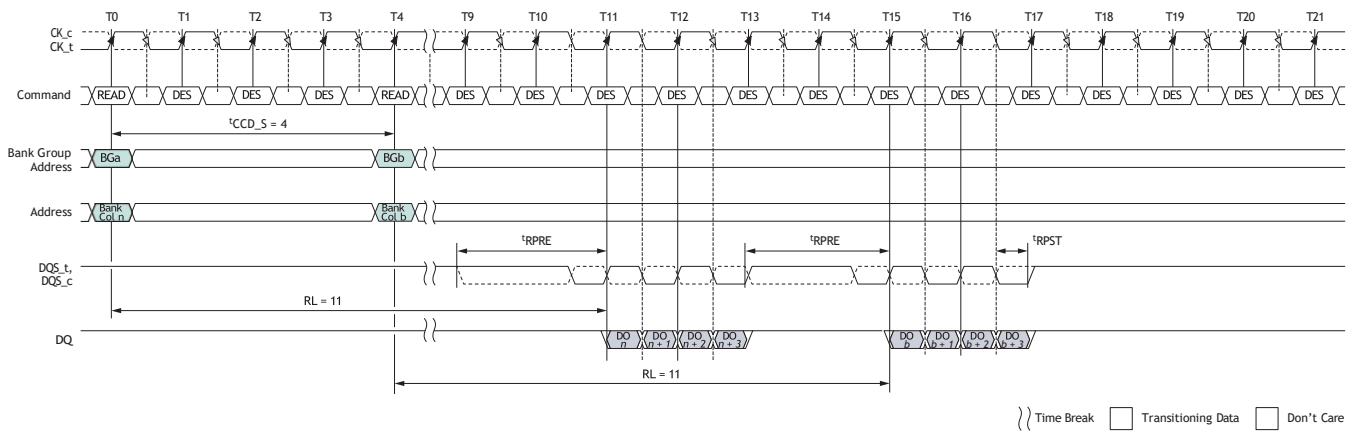 T0 T1 T2 T3 T4 T9 T10 T11 T12 T13 T14 T15 T16 T17 T18 T19 T20 T21
CK_c
CK_t
Command READ DES DES DES READ DES DES DES DES DES DES DES DES DES DES DES DES DES
tCCD_S = 4
Bank Group
Address
BGa BGb
Address
Bank
Col n
Bank
Col b
tRPRE tRPRE tRPST
DQS_t,
DQS_c
RL = 11
DQ
DO
n
DO
n + 1
DO
n + 2
DO
n + 3
DO
b
DO
b + 1
DO
b + 2
DO
b + 3
RL = 11
Time Break Transitioning Data Don't Care